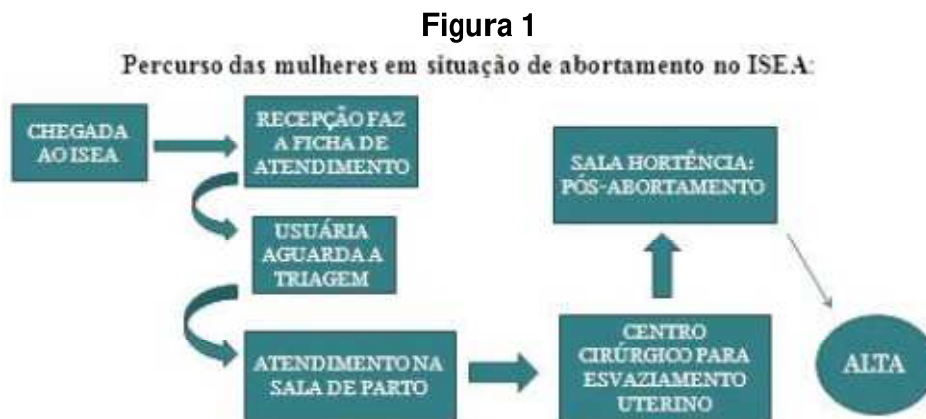 Figura 1
Percurso das mulheres em situação de abortamento no ISEA:
CHEGADA
AO ISEA
RECEPÇÃO FAZ
A FICHA DE
ATENDIMENTO
USUÁRIA
AGUARDA A
TRIAGEM
ATENDIMENTO NA
SALA DE PARTO
CENTRO
CIRÚRGICO PARA
ESVAZIAMENTO
UTERINO
SALA HORTÊNCIA:
PÓS-ABORTAMENTO
ALTA